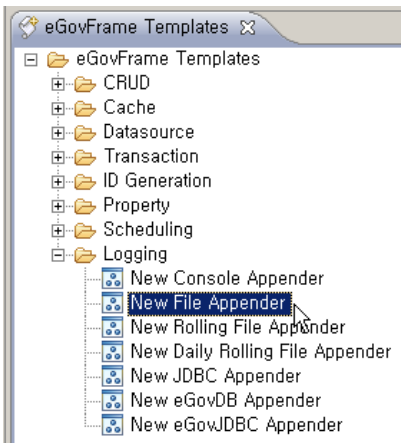 eGovFrame Templates
eGovFrame Templates
CRUD
Cache
Datasource
Transaction
ID Generation
Property
Scheduling
Logging
New Console Appender
New File Appender
New Rolling File Appender
New Daily Rolling File Appender
New JDBC Appender
New eGovDB Appender
New eGovJDBC Appender